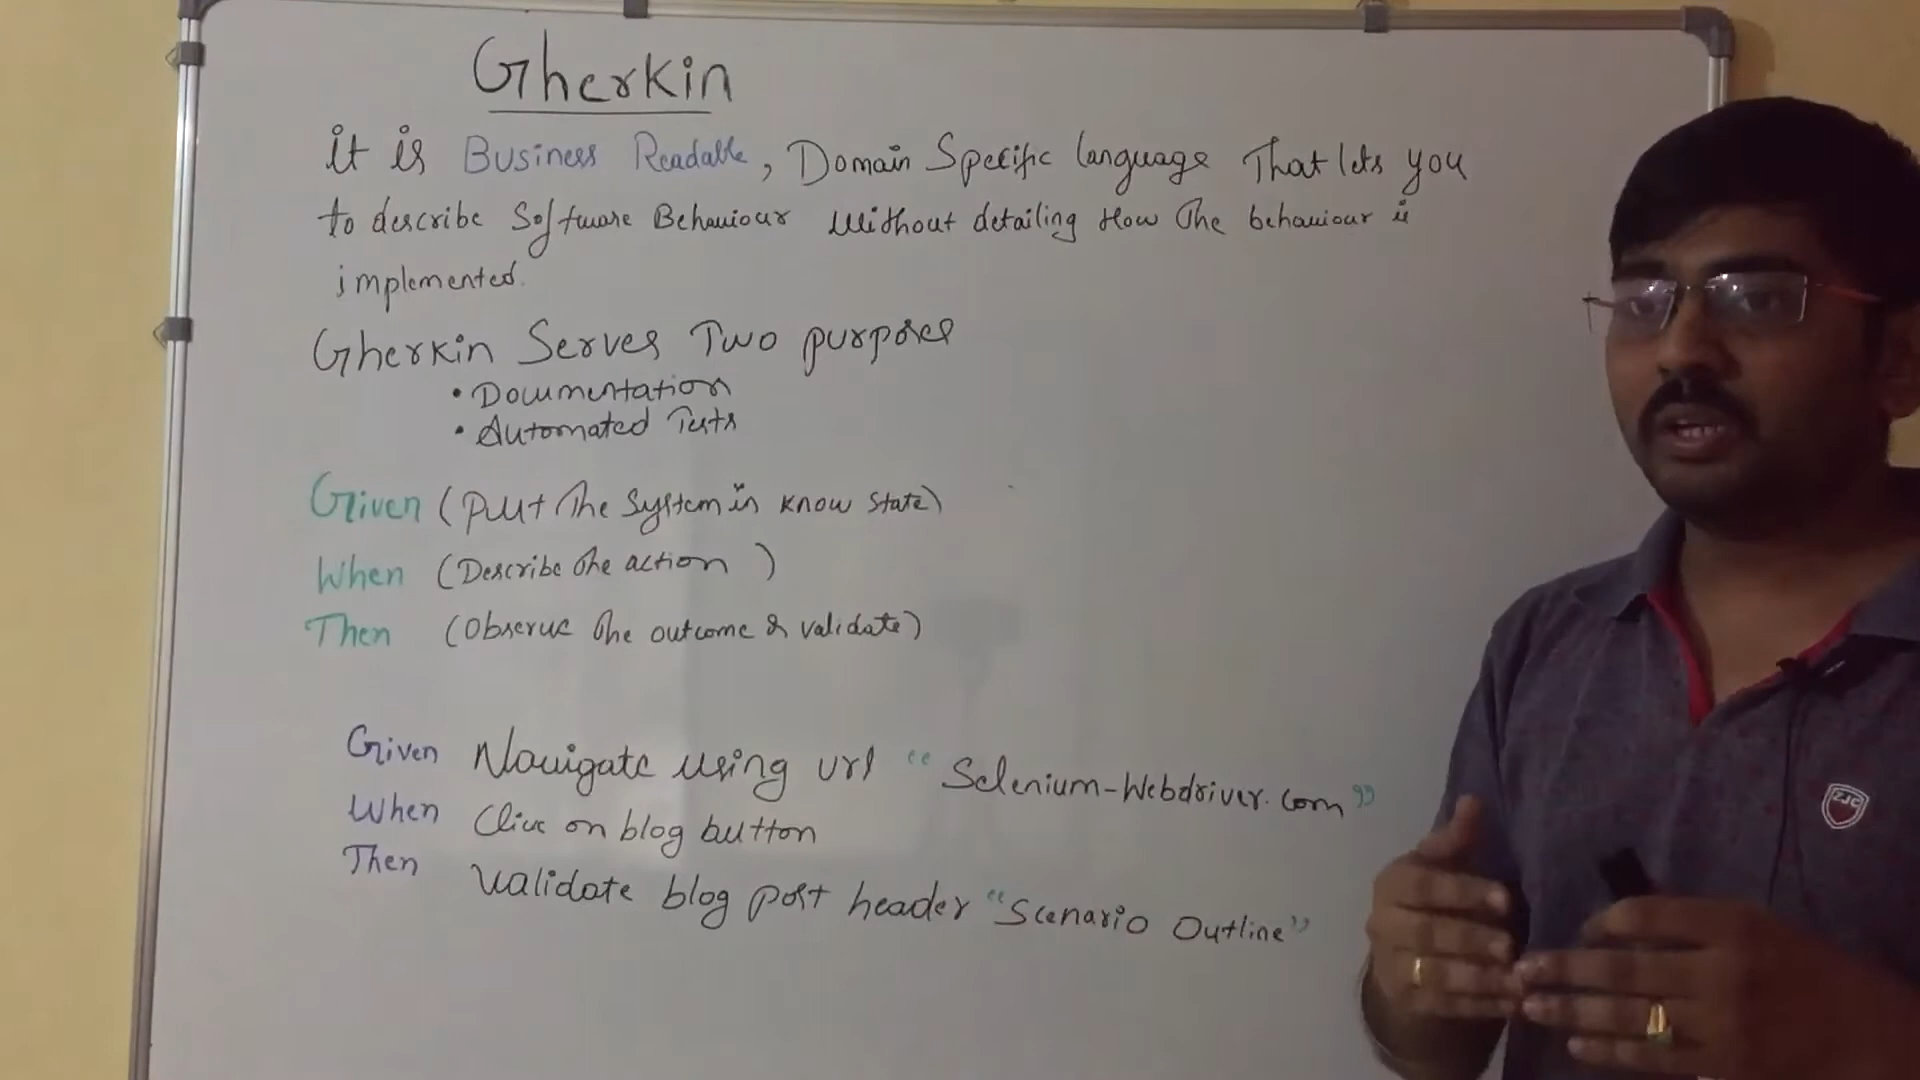 Gherkin
it is Business Readable, Domain Specific language That lets you
to describe Software Behaviour without detailing How The behaviour is
implemented.
Gherkin Serves Two purposes
• Documentation
• Automated Tests
Given (Put The System in know State)
When (Describe The action )
Then (Observe The outcome & validate)
Given Navigate using url "Selenium-Webdriver.com"
When Click on blog button
Then validate blog post header "Scenario Outline"
ZJC